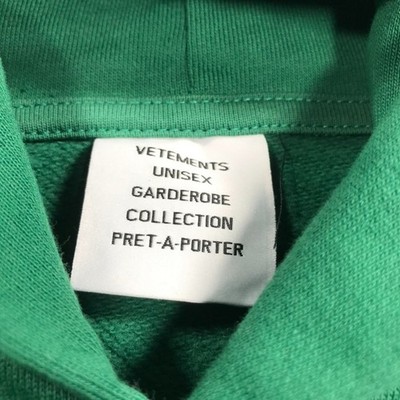 VETEMENTS
UNISEX
GARDEROBE
COLLECTION
PRET-A-PORTER